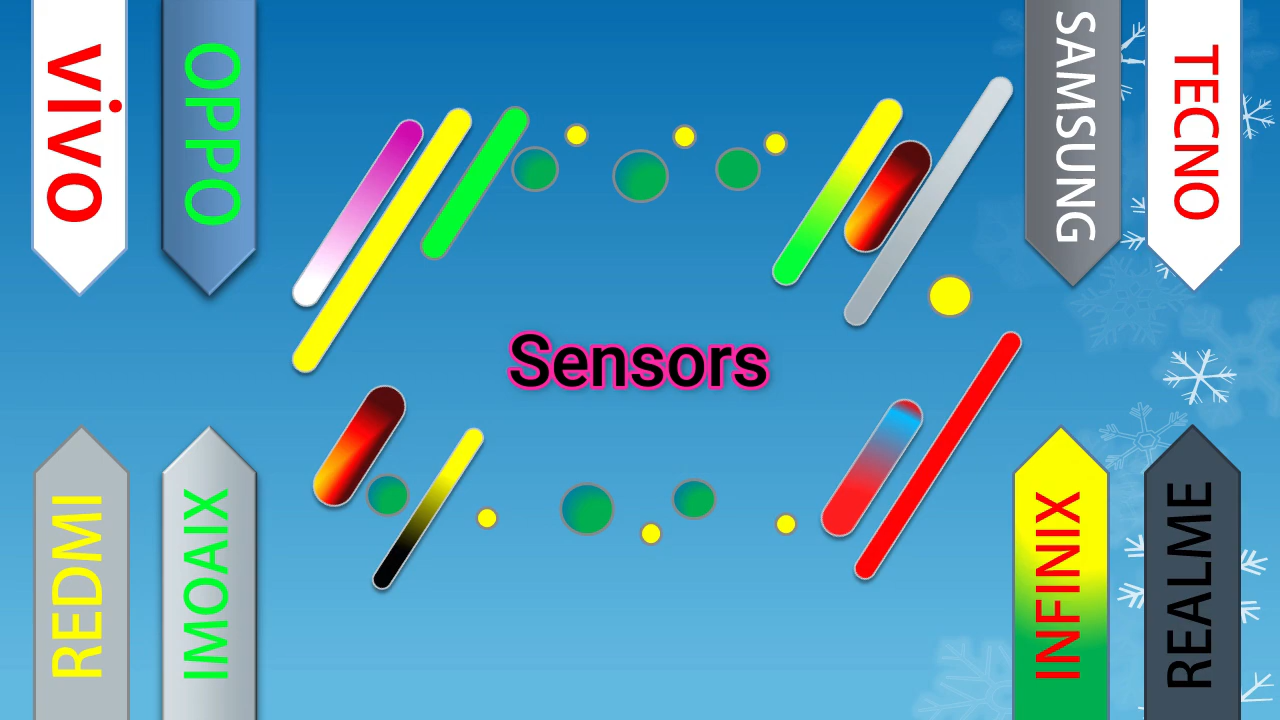 vivo
OPPO
SAMSUNG
TECNO
Sensors
REDMI
IMOAIX
INFINIX
REALME